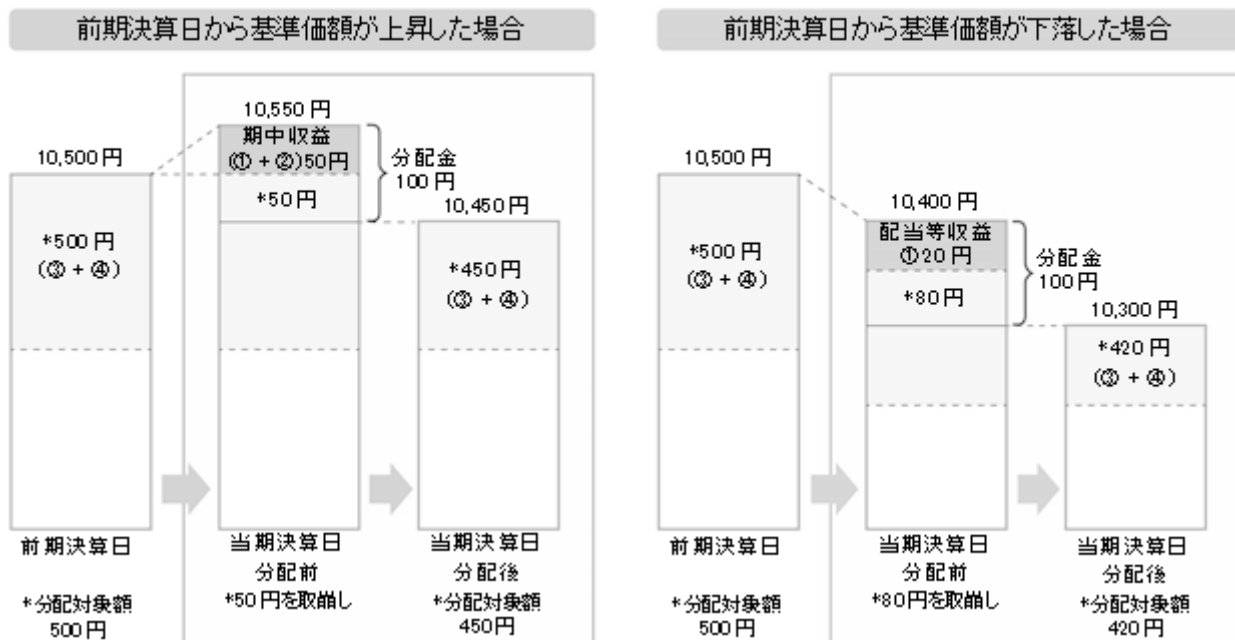 前期決算日から基準価額が上昇した場合
10,550円
期中収益
(①+②)50円
*50円
分配金
100円
10,500円
*500円
(③+④)
10,450円
*450円
(③+④)
前期決算日
*分配対象額
500円
当期決算日
分配前
*50円を取崩し
当期決算日
分配後
*分配対象額
450円
前期決算日から基準価額が下落した場合
10,500円
*500円
(③+④)
10,400円
配当等収益
①20円
*80円
分配金
100円
10,300円
*420円
(③+④)
前期決算日
*分配対象額
500円
当期決算日
分配前
*80円を取崩し
当期決算日
分配後
*分配対象額
420円